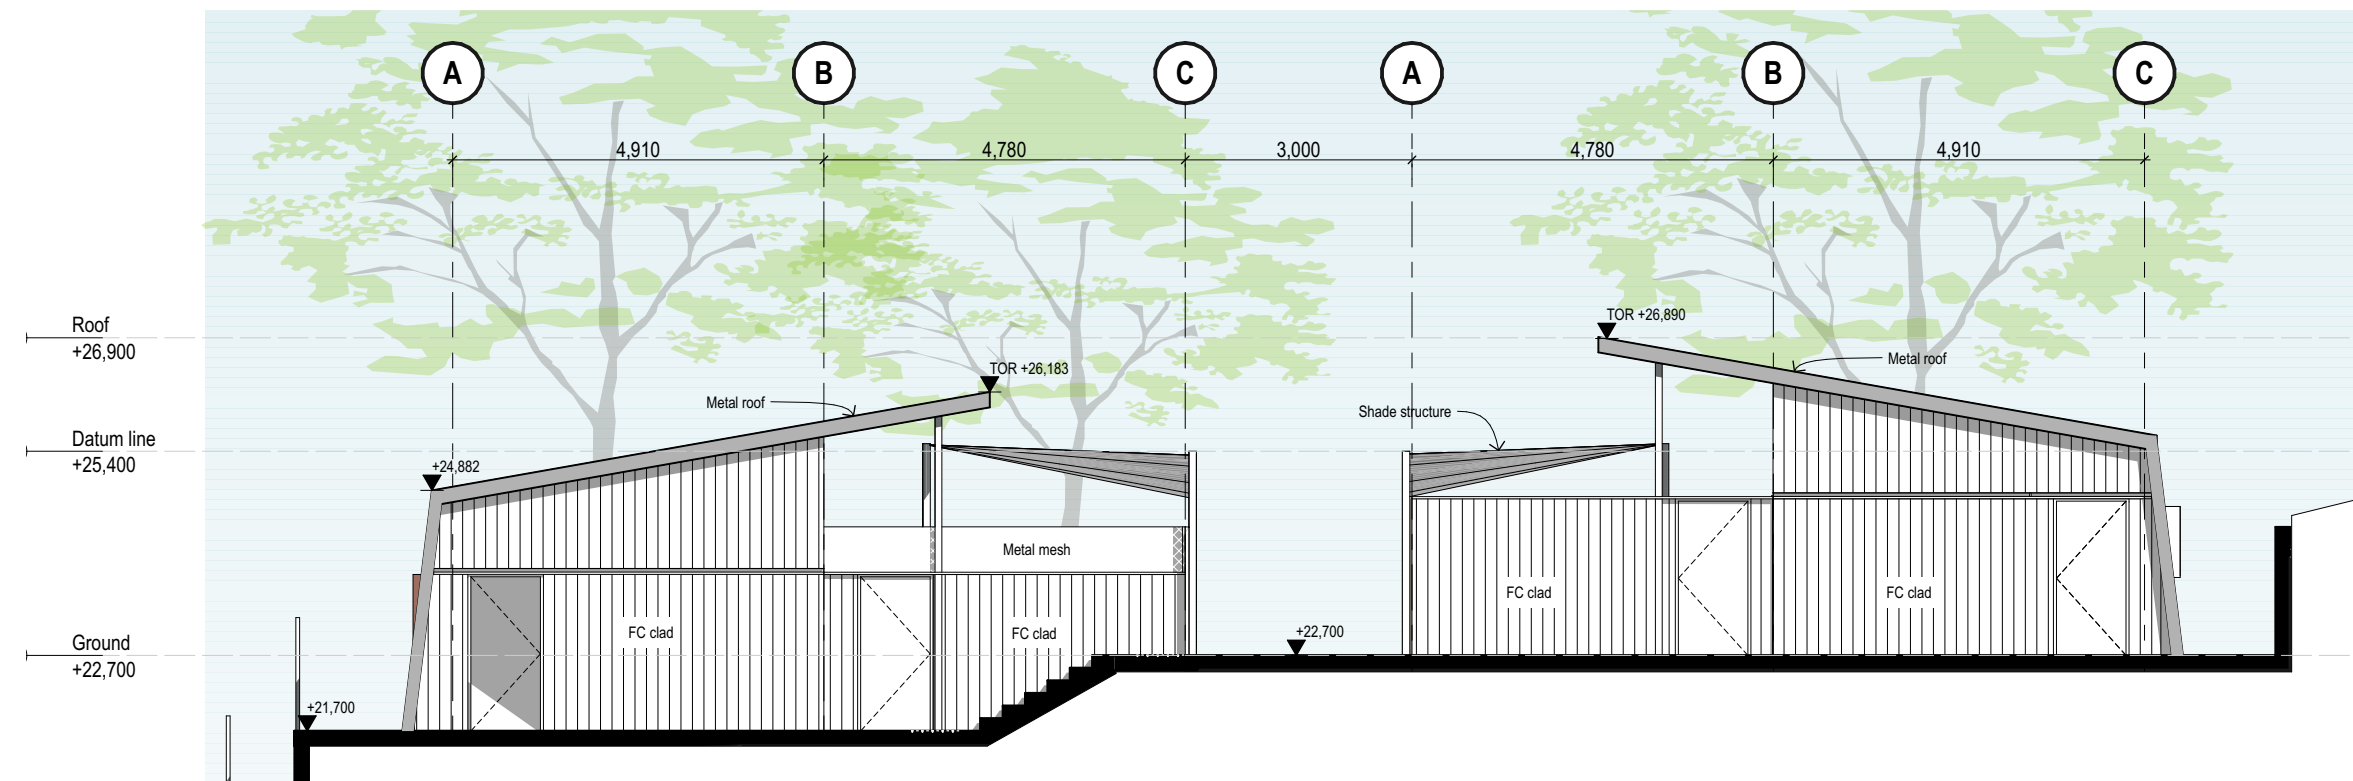 A B C A B C
4,910 4,780 3,000 4,780 4,910
Roof
+26,900
TOR +26,890
Metal roof
TOR +26,183
Metal roof
Shade structure
Datum line
+25,400
+24,882
Metal mesh
FC clad
FC clad
FC clad
FC clad
Ground
+22,700
+22,700
+21,700